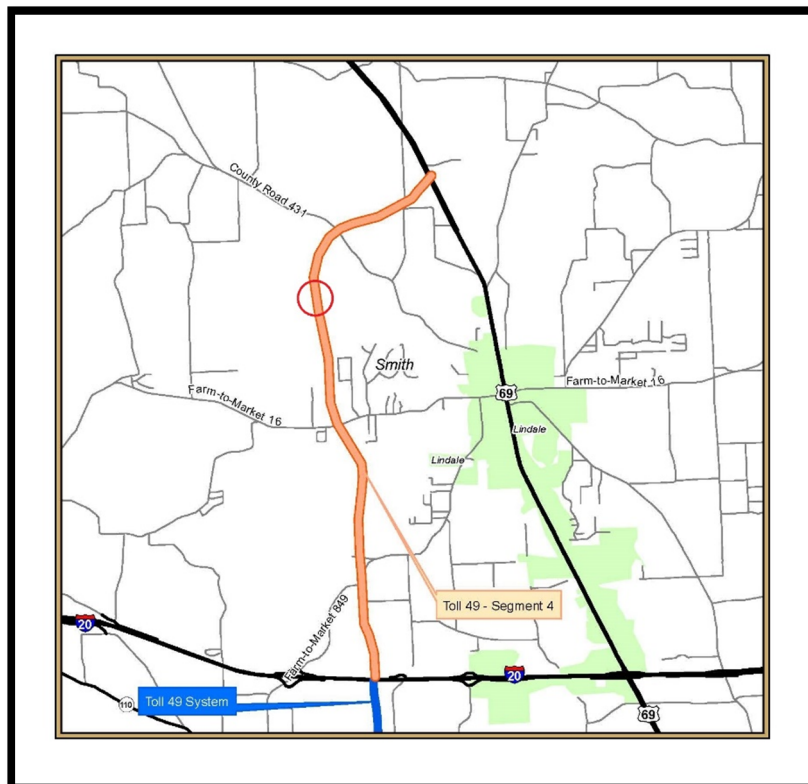 County Road 431
Smith
Farm-to-Market 16
69
Farm-to-Market 16
Lindale
Lindale
Toll 49 - Segment 4
Farm-to-Market 849
20
20
110
Toll 49 System
69